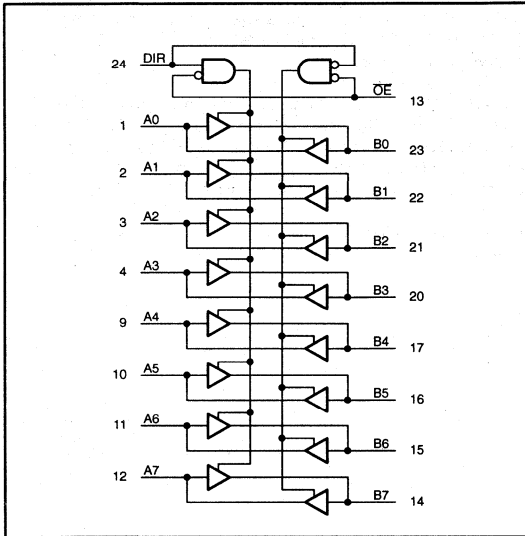 24 DIR
OE 13
1 A0
B0 23
2 A1
B1 22
3 A2
B2 21
4 A3
B3 20
9 A4
B4 17
10 A5
B5 16
11 A6
B6 15
12 A7
B7 14